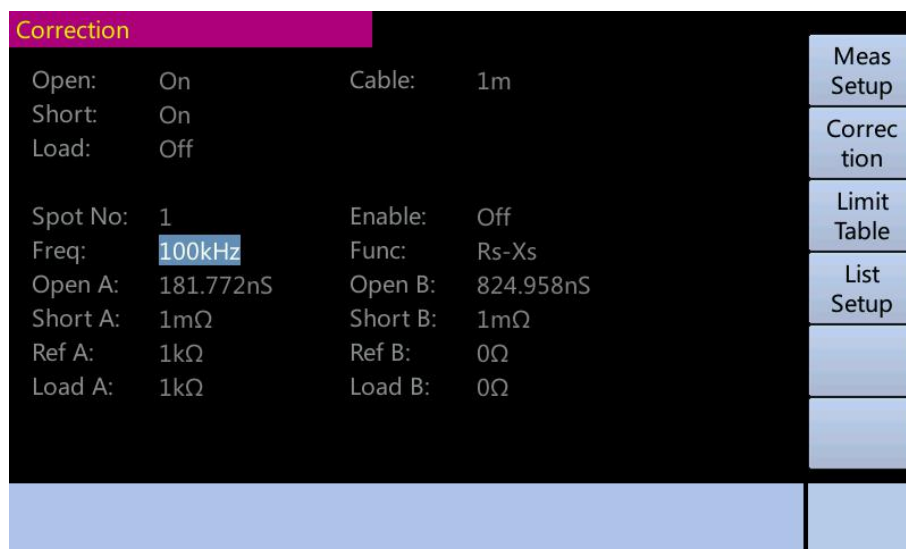 Correction
Open: On Cable: 1m
Short: On
Load: Off
Spot No: 1 Enable: Off
Freq: 100kHz Func: Rs-Xs
Open A: 181.772nS Open B: 824.958nS
Short A: 1mΩ Short B: 1mΩ
Ref A: 1kΩ Ref B: 0Ω
Load A: 1kΩ Load B: 0Ω
Meas
Setup
Correc
tion
Limit
Table
List
Setup